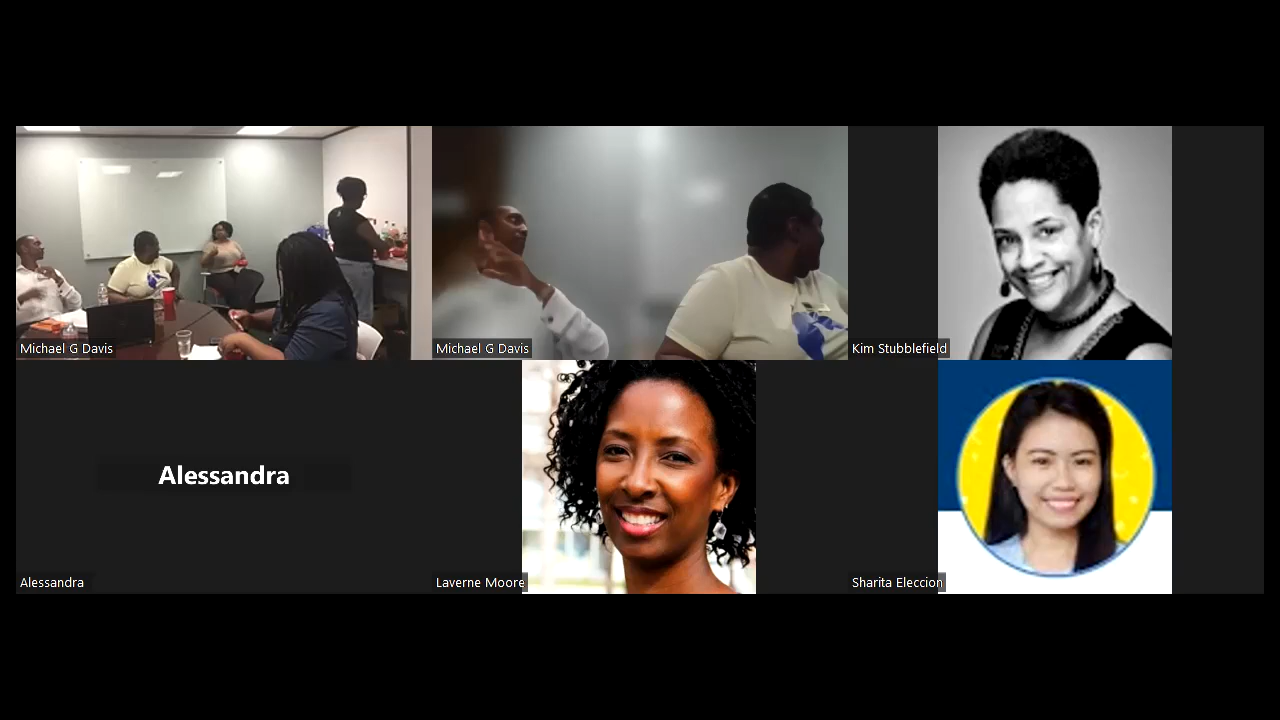 Michael G Davis
Michael G Davis
Kim Stubblefield
Alessandra
Alessandra
Laverne Moore
Sharita Eleccion